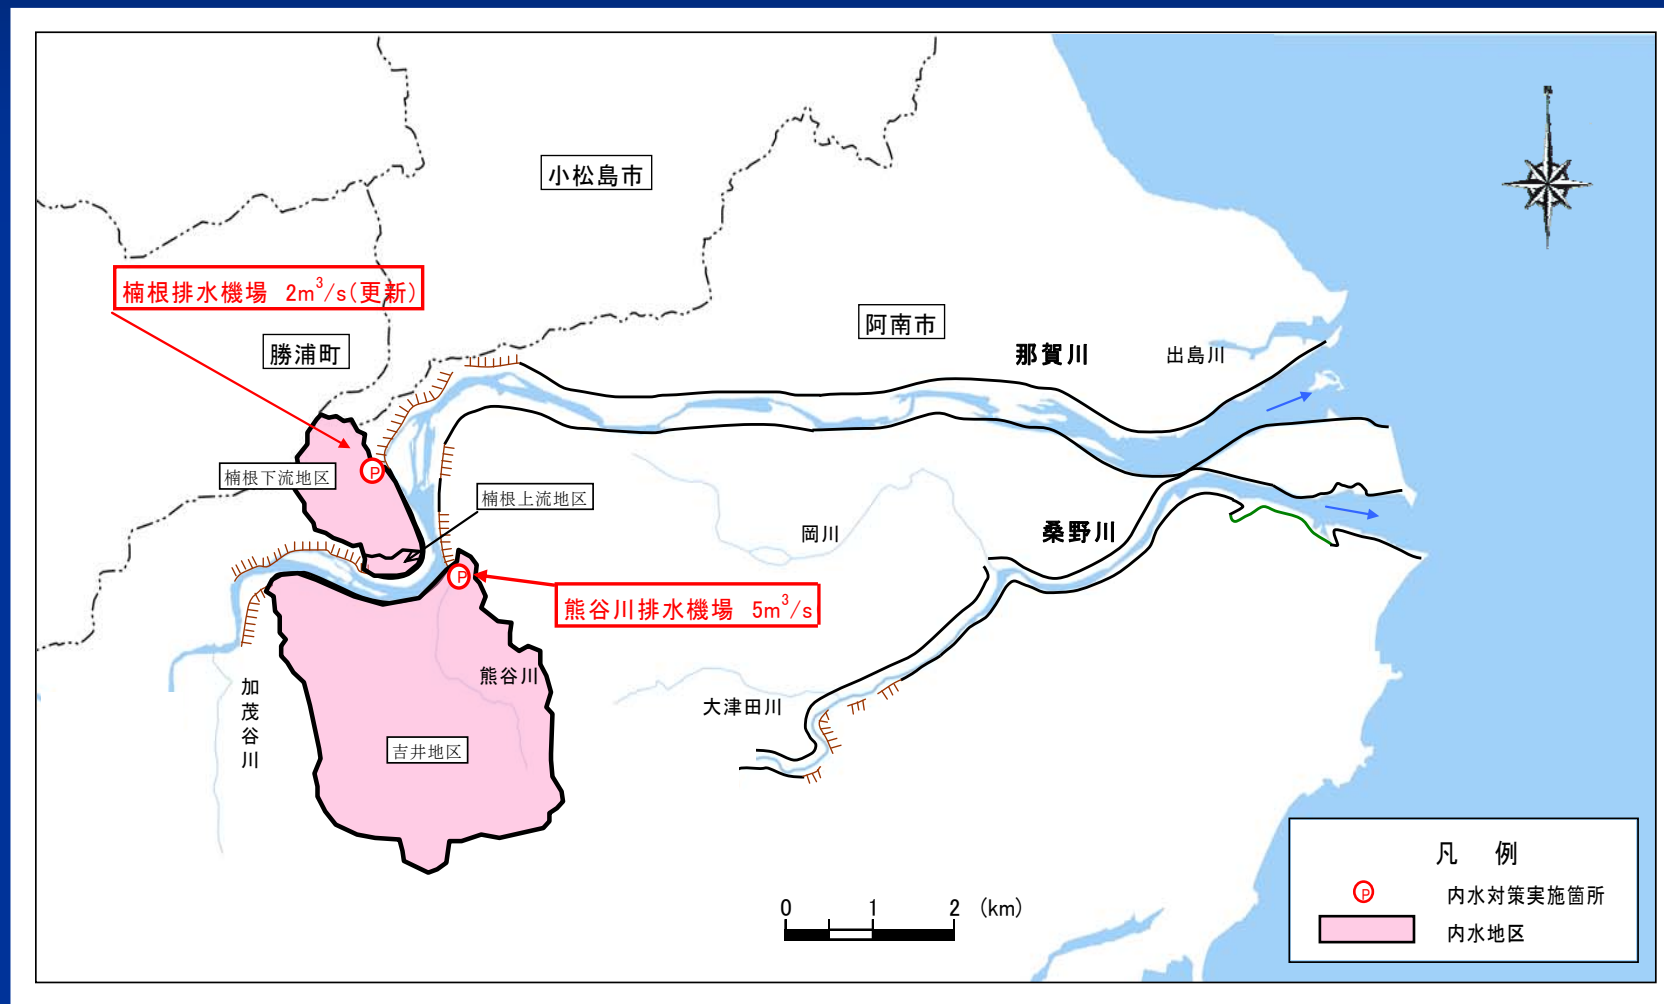 N
小松島市
楠根排水機場 2m³/s(更新)
阿南市
勝浦町
那賀川
出島川
楠根下流地区
P
楠根上流地区
岡川
桑野川
P
熊谷川排水機場 5m³/s
熊谷川
加茂谷川
大津田川
吉井地区
凡 例
P 内水対策実施箇所
内水地区
0 1 2 (km)